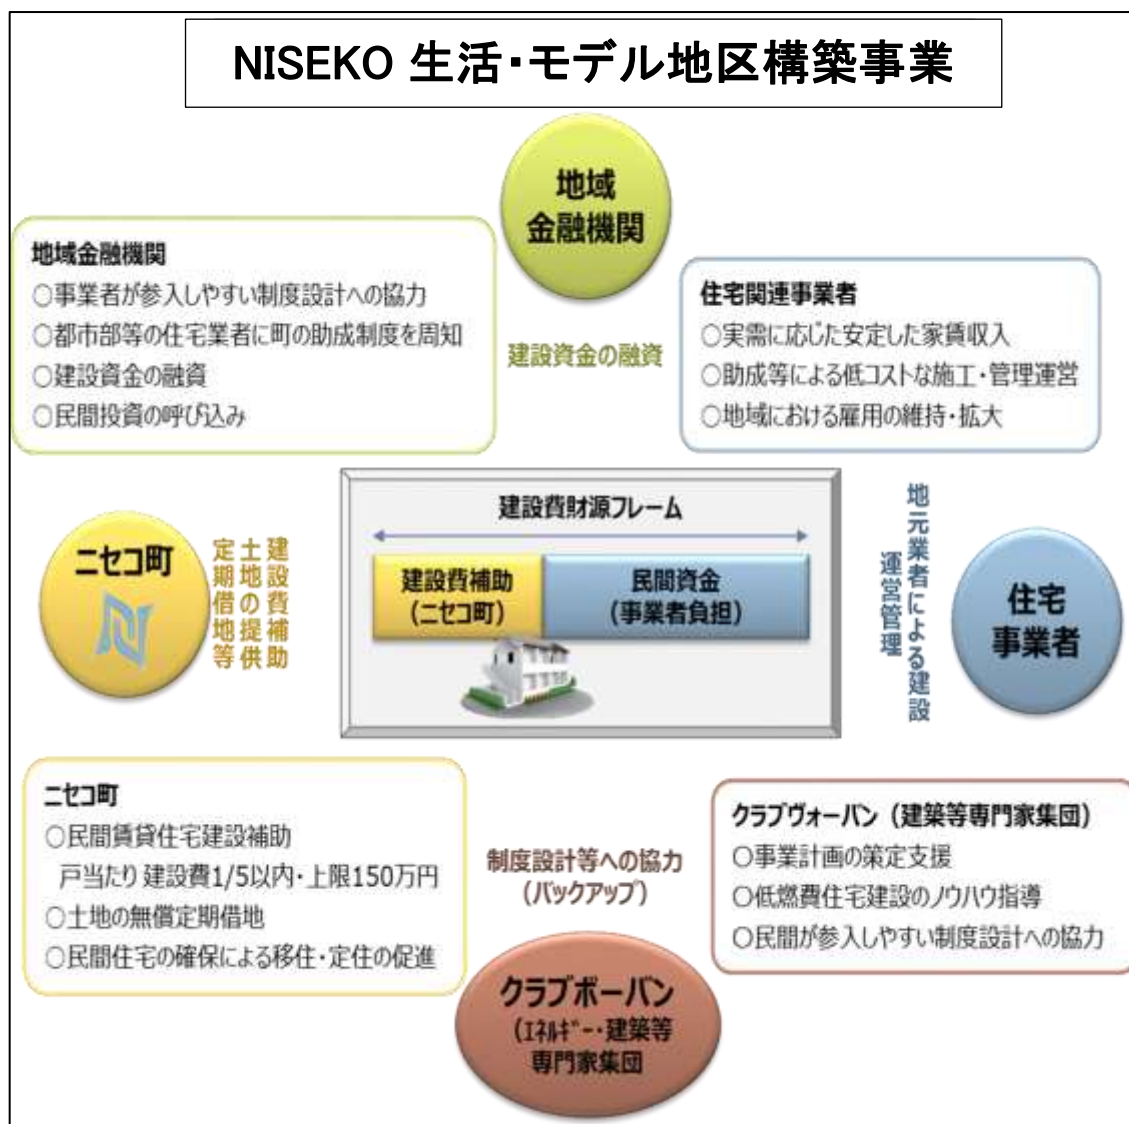 NISEKO 生活・モデル地区構築事業
地域
金融機関
地域金融機関
○事業者が参入しやすい制度設計への協力
○都市部等の住宅業者に町の助成制度を周知
○建設資金の融資
○民間投資の呼び込み
建設資金の融資
住宅関連事業者
○実需に応じた安定した家賃収入
○助成等による低コストな施工・管理運営
○地域における雇用の維持・拡大
ニセコ町
建設費補助
土地の提供
定期借地等
建設費財源フレーム
建設費補助
(ニセコ町)
民間資金
(事業者負担)
地元業者による建設
運営管理
住宅
事業者
ニセコ町
○民間賃貸住宅建設補助
戸当たり 建設費1/5以内・上限150万円
○土地の無償定期借地
○民間住宅の確保による移住・定住の促進
制度設計等への協力
(バックアップ)
クラブヴォーバン(建築等専門家集団)
○事業計画の策定支援
○低燃費住宅建設のノウハウ指導
○民間が参入しやすい制度設計への協力
クラブボーバン
(ｴﾈﾙｷﾞｰ・建築等
専門家集団